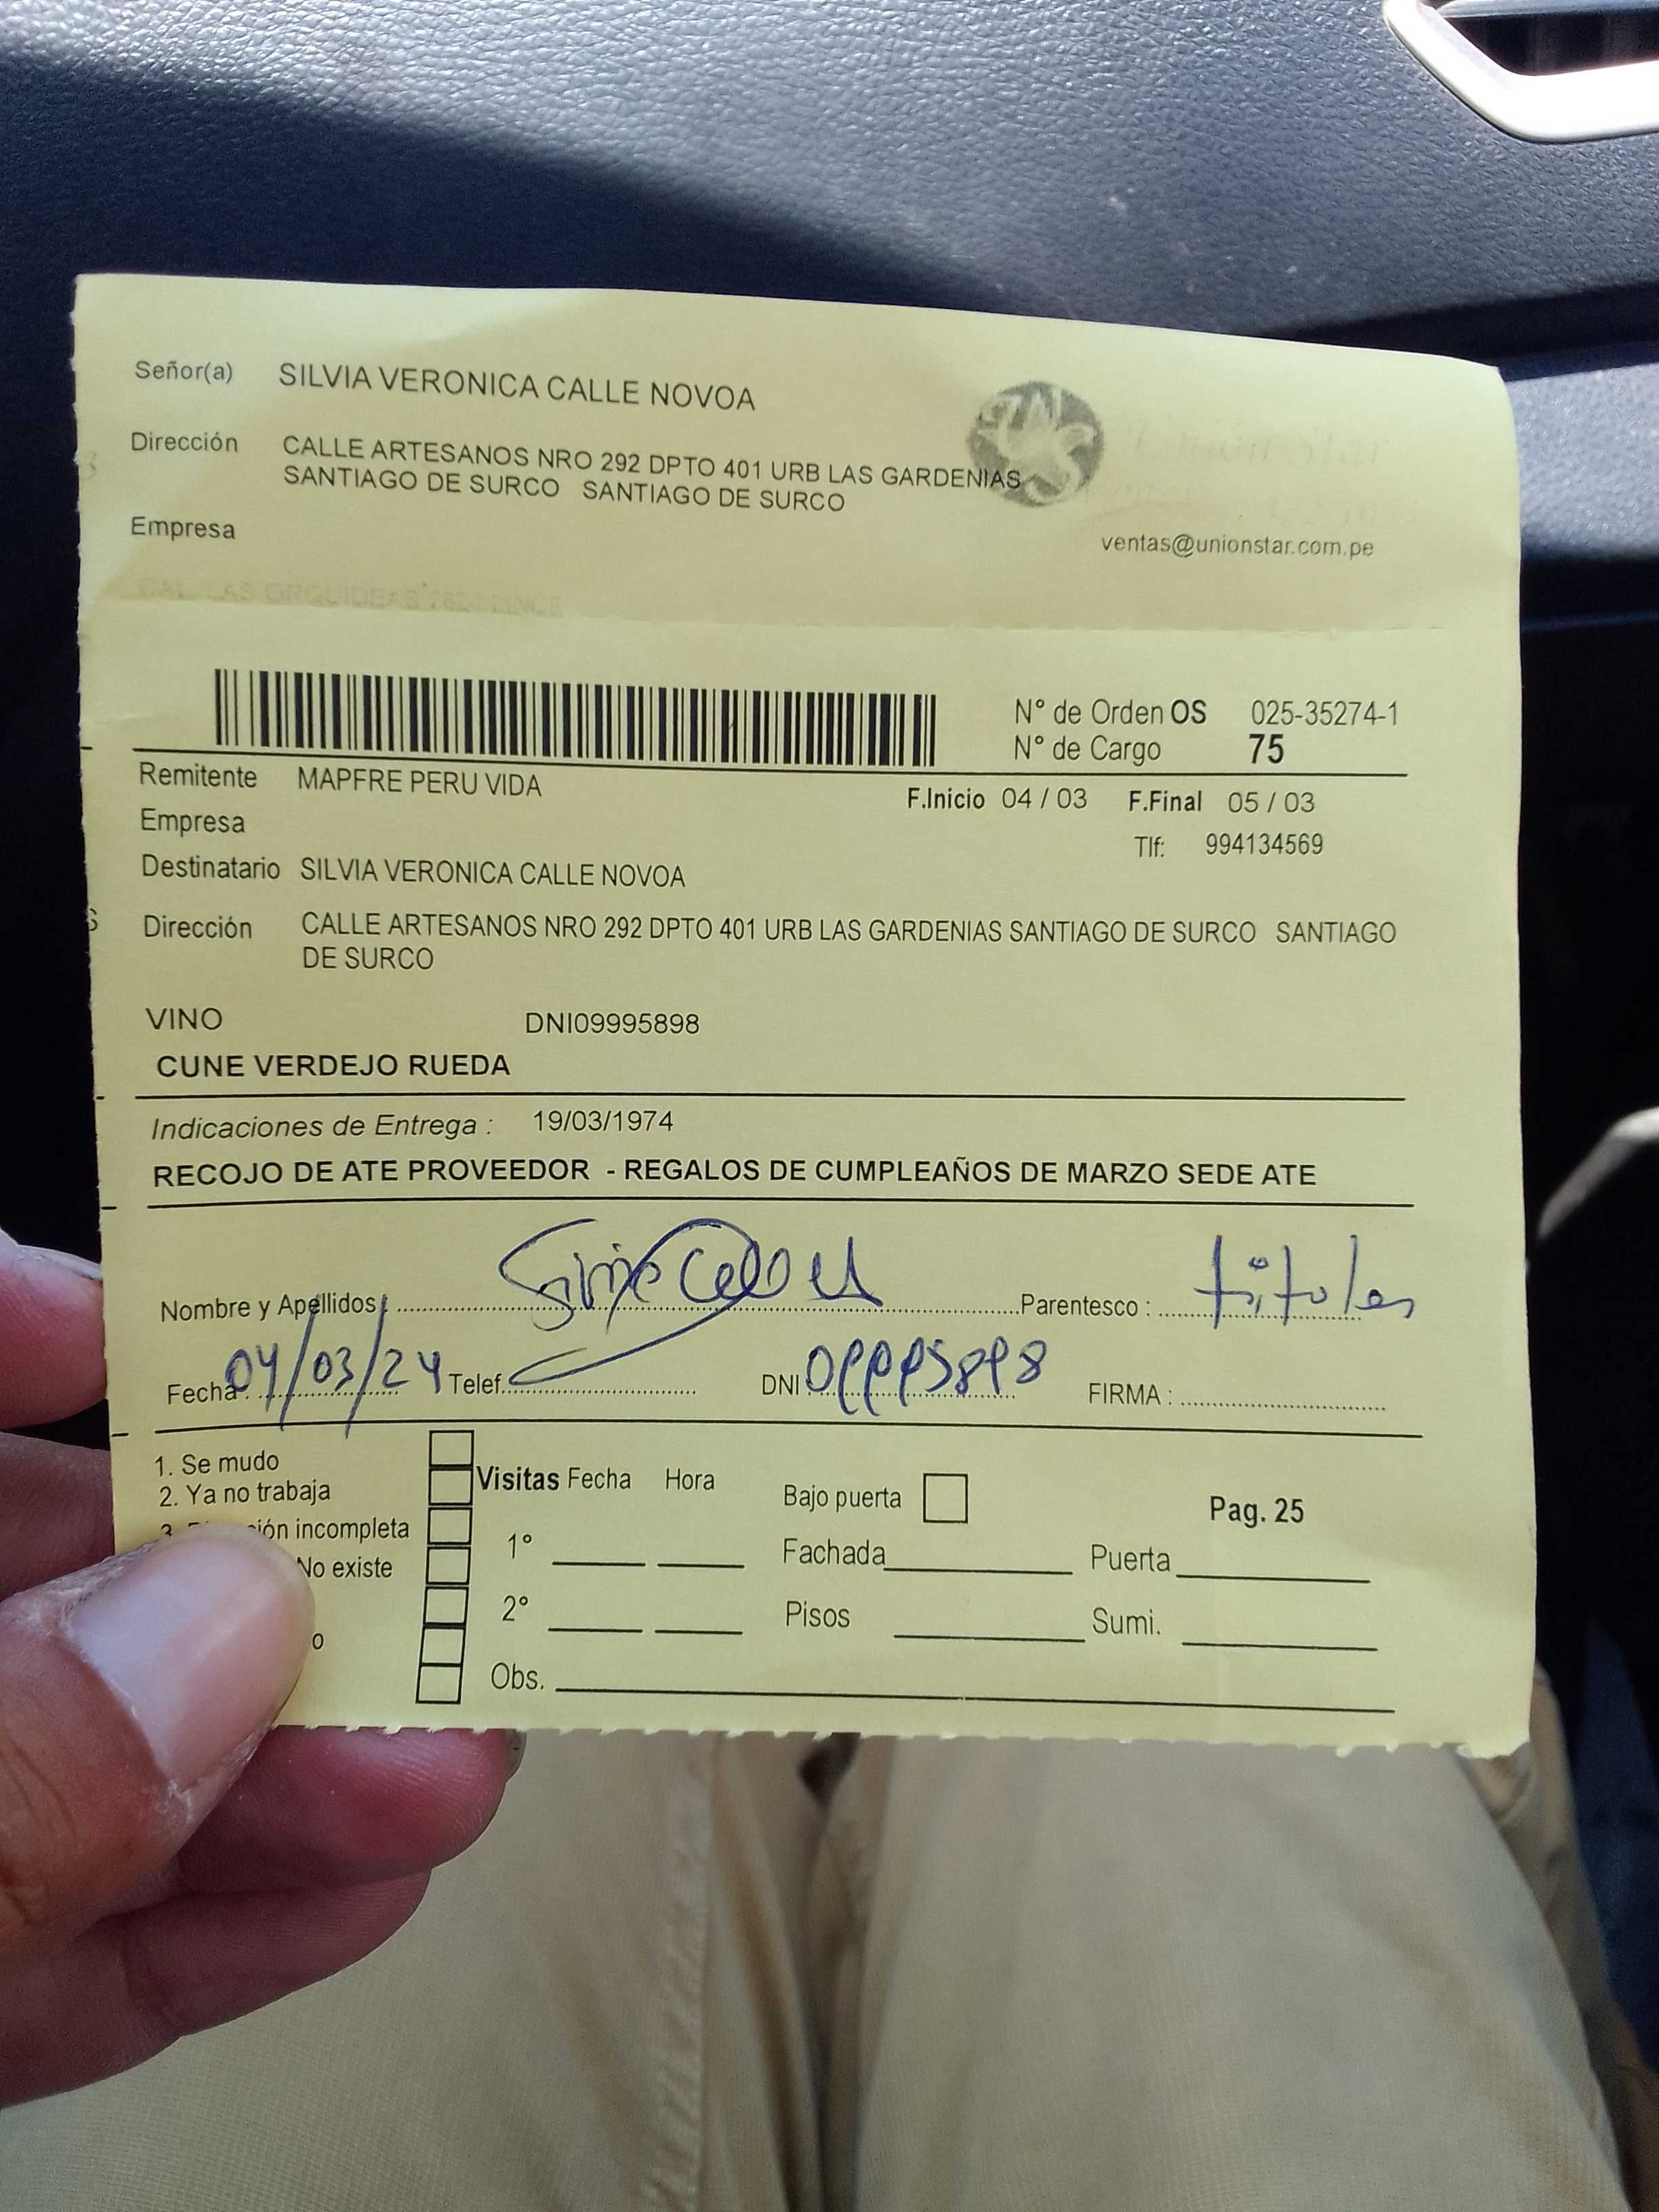 Señor(a) SILVIA VERONICA CALLE NOVOA
Dirección CALLE ARTESANOS NRO 292 DPTO 401 URB LAS GARDENIAS
SANTIAGO DE SURCO SANTIAGO DE SURCO
Empresa
ventas@unionstar.com.pe
N° de Orden OS 025-35274-1
N° de Cargo 75
Remitente MAPFRE PERU VIDA
F.Inicio 04 / 03 F.Final 05 / 03
Empresa
Tlf: 994134569
Destinatario SILVIA VERONICA CALLE NOVOA
Dirección CALLE ARTESANOS NRO 292 DPTO 401 URB LAS GARDENIAS SANTIAGO DE SURCO SANTIAGO
DE SURCO
VINO DNI09995898
CUNE VERDEJO RUEDA
Indicaciones de Entrega : 19/03/1974
RECOJO DE ATE PROVEEDOR - REGALOS DE CUMPLEAÑOS DE MARZO SEDE ATE
Nombre y Apellidos: Parentesco : titular
Fecha : 04/03/24 Telef. DNI 09995898 FIRMA :
1. Se mudo
2. Ya no trabaja
Visitas Fecha Hora
Bajo puerta
Pag. 25
3. incompleta
No existe
1° Fachada Puerta
2° Pisos Sumi.
Obs.